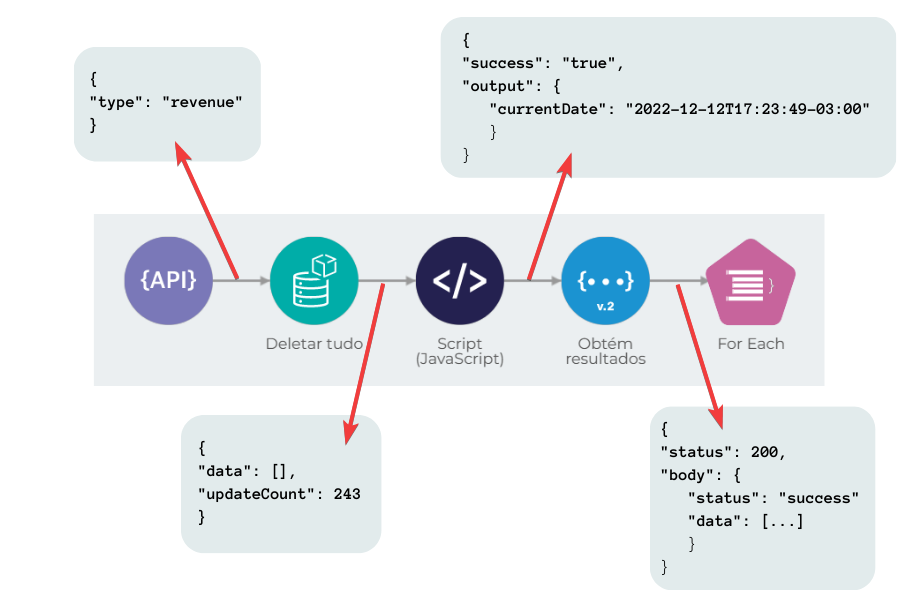 {
"type": "revenue"
}
{
"success": "true",
"output": {
"currentDate": "2022-12-12T17:23:49-03:00"
}
}
{API}
Deletar tudo
</>
Script
(JavaScript)
{•••}
v.2
Obtém
resultados
}
For Each
{
"data": [],
"updateCount": 243
}
{
"status": 200,
"body": {
"status": "success"
"data": [...]
}
}